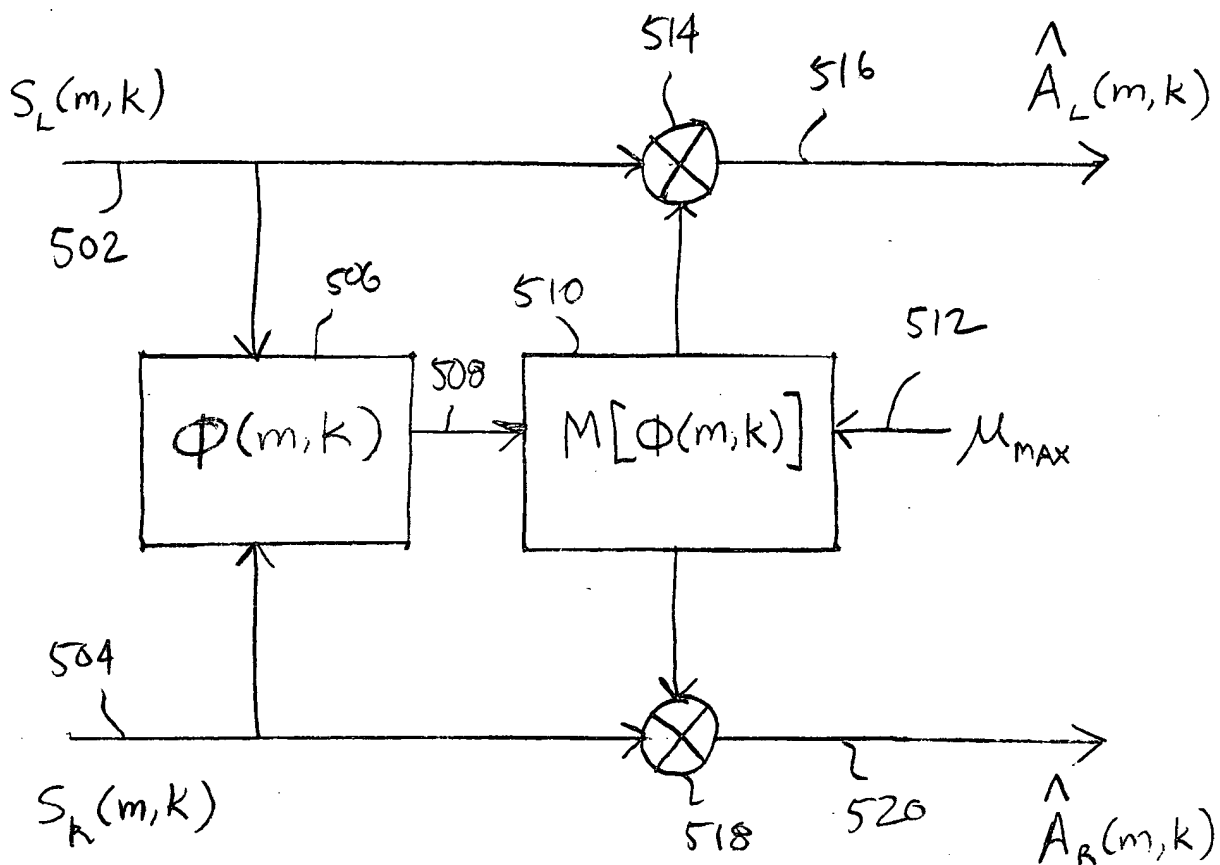 514
516
Â_L(m,k)
S_L(m,k)
502
506
510
512
508
Φ(m,k)
M[Φ(m,k)]
μ_MAX
504
S_R(m,k)
518
520
Â_R(m,k)